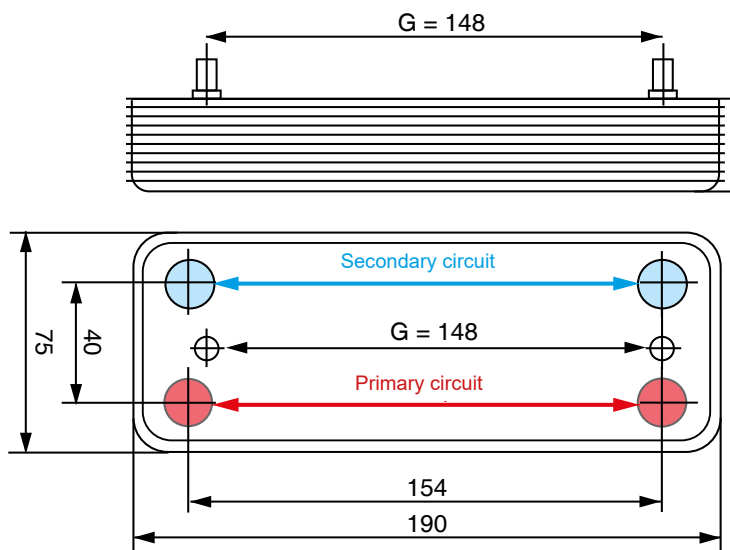 G = 148
Secondary circuit
G = 148
Primary circuit
75
40
154
190